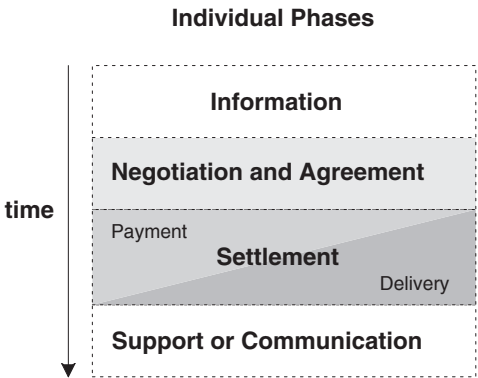 Individual Phases
Information
Negotiation and Agreement
time
Payment
Settlement
Delivery
Support or Communication